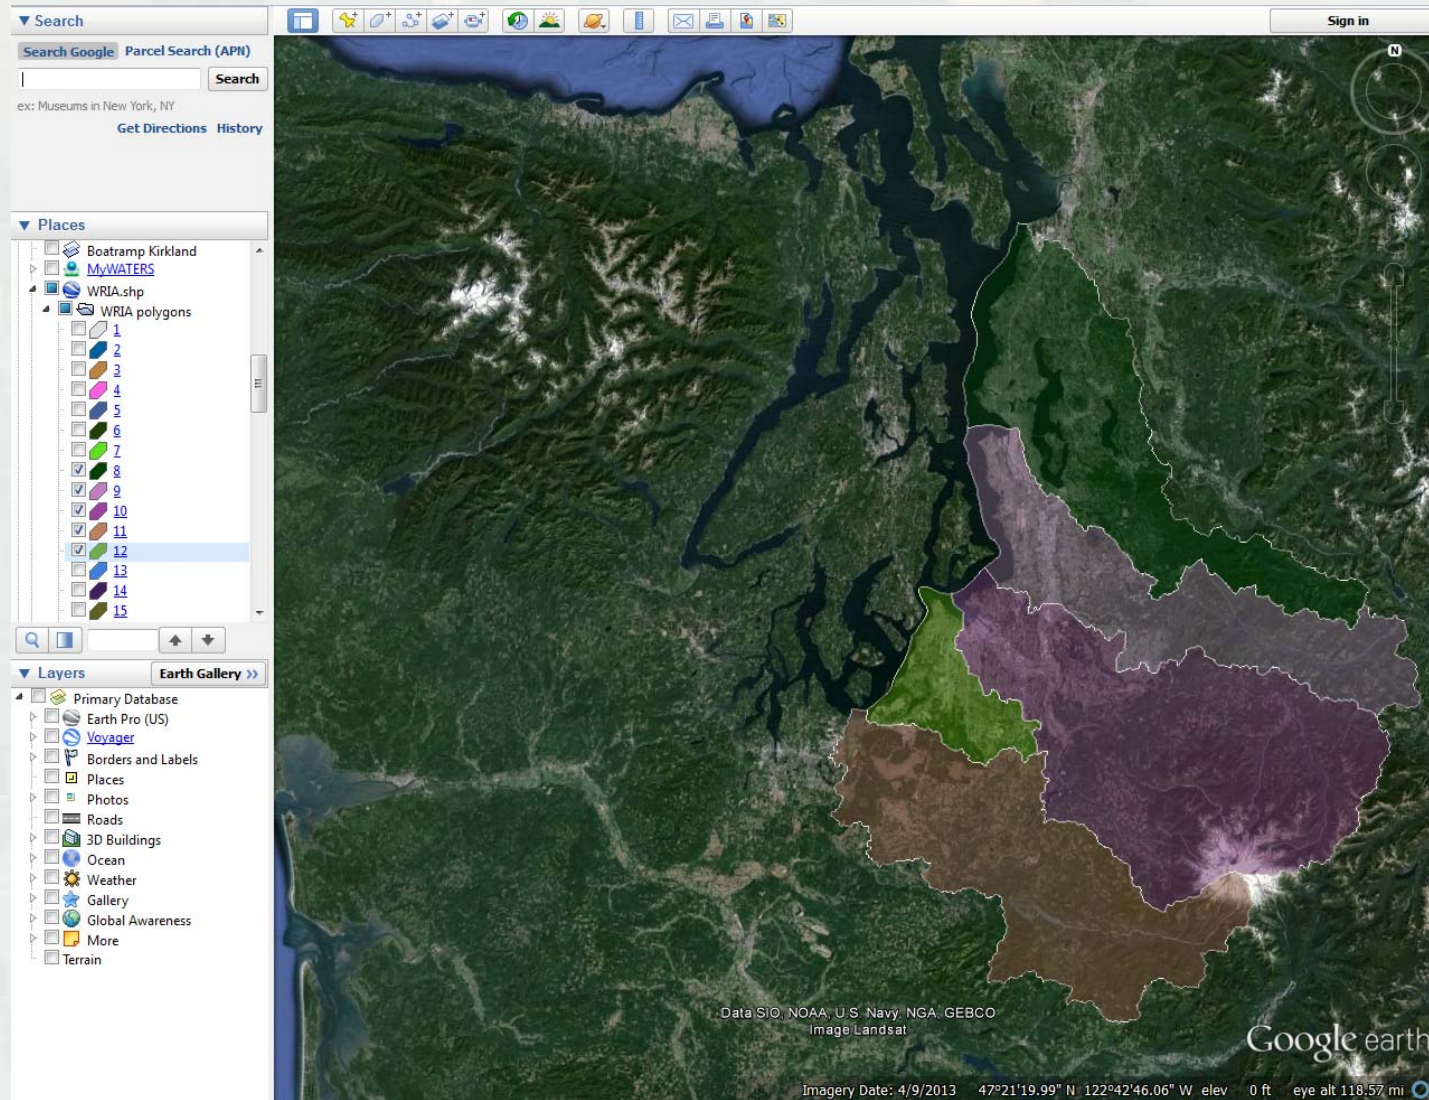 Search
Search Google Parcel Search (APN)
Search
ex: Museums in New York, NY
Get Directions History
Places
Boatramp Kirkland
MyWATERS
WRIA.shp
WRIA polygons
1
2
3
4
5
6
7
8
9
10
11
12
13
14
15
Layers
Earth Gallery >>
Primary Database
Earth Pro (US)
Voyager
Borders and Labels
Places
Photos
Roads
3D Buildings
Ocean
Weather
Gallery
Global Awareness
More
Terrain
Sign in
N
Data SIO, NOAA, U.S. Navy, NGA, GEBCO
Image Landsat
Google earth
Imagery Date: 4/9/2013 47°21'19.99" N 122°42'46.06" W elev 0 ft eye alt 118.57 mi